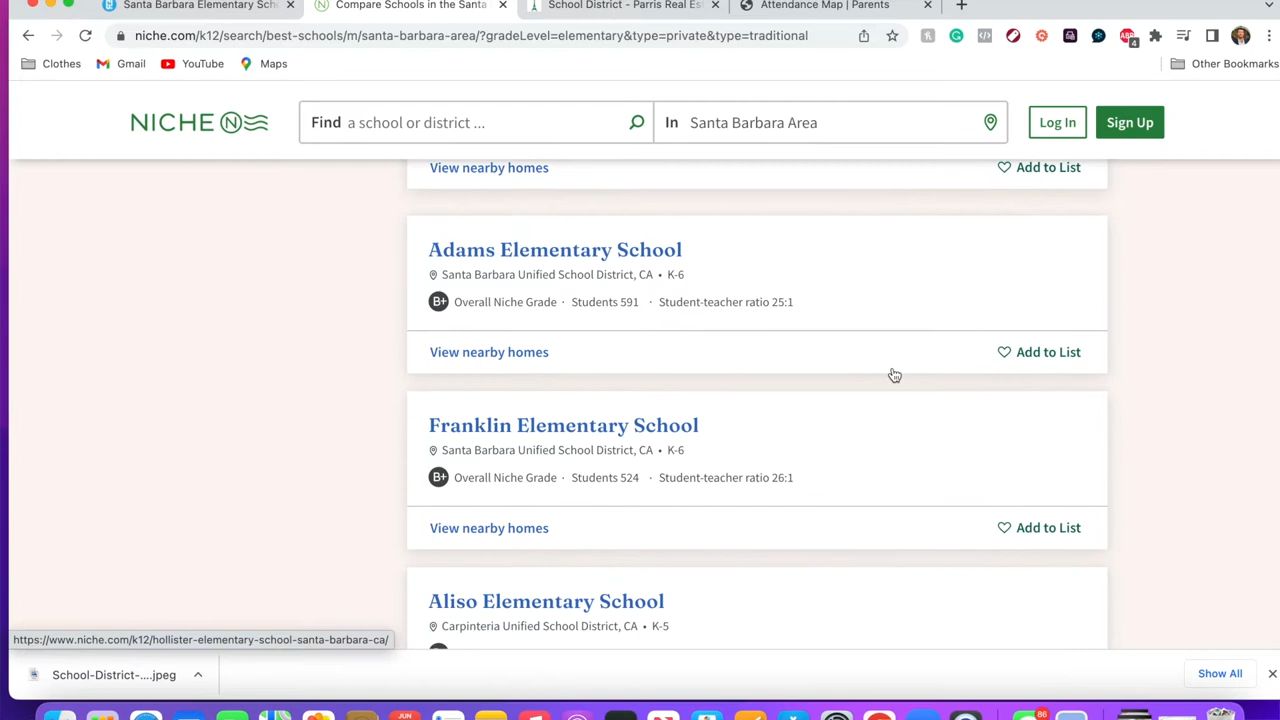 Santa Barbara Elementary Sch
Compare Schools in the Santa
School District - Parris Real Est
Attendance Map | Parents
niche.com/k12/search/best-schools/m/santa-barbara-area/?gradeLevel=elementary&type=private&type=traditional
ABP
4
Clothes
Gmail
YouTube
Maps
Other Bookmarks
NICHE N
Find a school or district ...
In Santa Barbara Area
Log In
Sign Up
View nearby homes
Add to List
Adams Elementary School
Santa Barbara Unified School District, CA • K-6
B+ Overall Niche Grade · Students 591 · Student-teacher ratio 25:1
View nearby homes
Add to List
Franklin Elementary School
Santa Barbara Unified School District, CA • K-6
B+ Overall Niche Grade · Students 524 · Student-teacher ratio 26:1
View nearby homes
Add to List
Aliso Elementary School
Carpinteria Unified School District, CA • K-5
https://www.niche.com/k12/hollister-elementary-school-santa-barbara-ca/
School-District-....jpeg
Show All
JUN
86